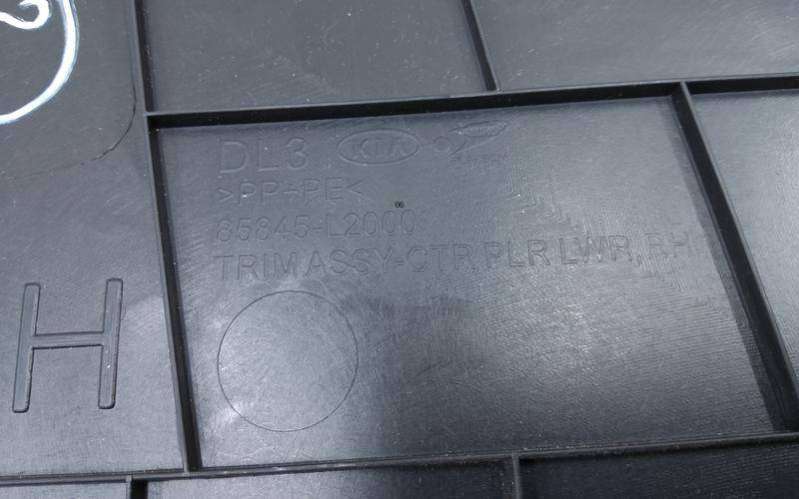 DL3 KIA
>PP+PE<
85845-L2000
TRIM ASSY-CTR PLR LWR, RH
H